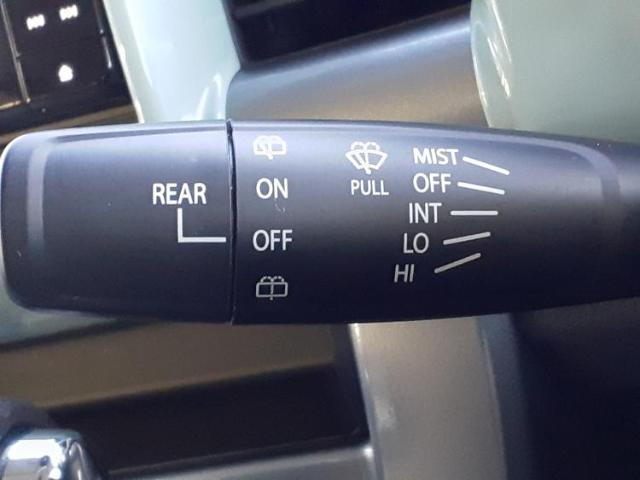 REAR
ON
OFF
PULL
MIST
OFF
INT
LO
HI